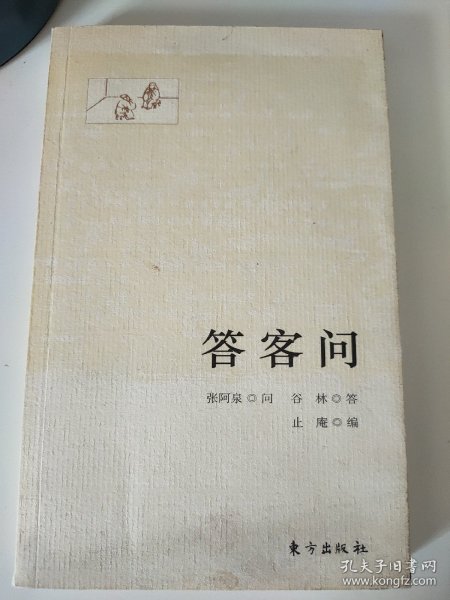 答客问
张阿泉◎问 谷林◎答
止庵◎编
東方出版社
孔夫子旧书网
www.kongfz.com